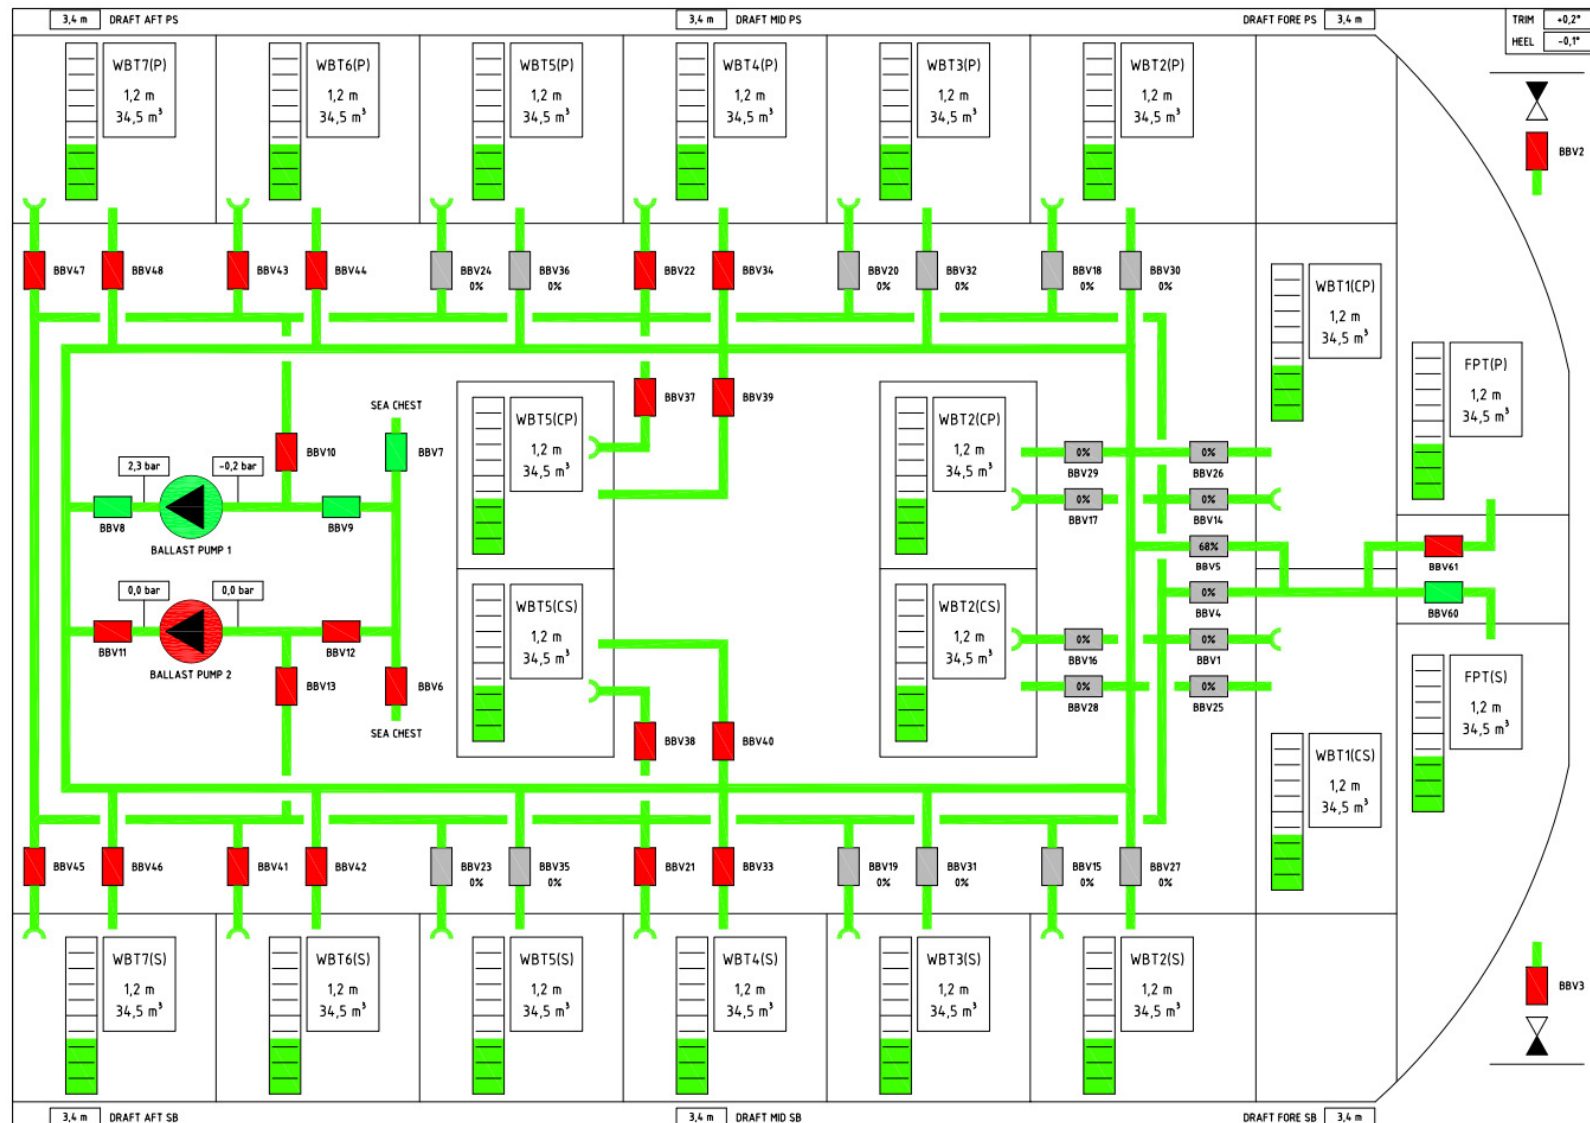 3,4 m DRAFT AFT PS 3,4 m DRAFT MID PS DRAFT FORE PS 3,4 m TRIM +0,2°
HEEL -0,1°
WBT7(P)
1,2 m
34,5 m³
WBT6(P)
1,2 m
34,5 m³
WBT5(P)
1,2 m
34,5 m³
WBT4(P)
1,2 m
34,5 m³
WBT3(P)
1,2 m
34,5 m³
WBT2(P)
1,2 m
34,5 m³
BBV2
BBV47
BBV48
BBV43
BBV44
BBV24
0%
BBV36
0%
BBV22
BBV34
BBV20
0%
BBV32
0%
BBV18
0%
BBV30
0%
WBT1(CP)
1,2 m
34,5 m³
FPT(P)
1,2 m
34,5 m³
SEA CHEST
BBV10
BBV7
2,3 bar
-0,2 bar
BBV8
BBV9
BALLAST PUMP 1
WBT5(CP)
1,2 m
34,5 m³
BBV37
BBV39
WBT2(CP)
1,2 m
34,5 m³
0%
BBV29
0%
BBV26
0%
BBV17
0%
BBV14
68%
BBV5
BBV61
0%
BBV4
BBV60
0,0 bar
0,0 bar
BBV11
BBV12
BALLAST PUMP 2
BBV13
BBV6
SEA CHEST
WBT5(CS)
1,2 m
34,5 m³
BBV38
BBV40
WBT2(CS)
1,2 m
34,5 m³
0%
BBV16
0%
BBV1
0%
BBV28
0%
BBV25
FPT(S)
1,2 m
34,5 m³
WBT1(CS)
1,2 m
34,5 m³
BBV45
BBV46
BBV41
BBV42
BBV23
0%
BBV35
0%
BBV21
BBV33
BBV19
0%
BBV31
0%
BBV15
0%
BBV27
0%
WBT7(S)
1,2 m
34,5 m³
WBT6(S)
1,2 m
34,5 m³
WBT5(S)
1,2 m
34,5 m³
WBT4(S)
1,2 m
34,5 m³
WBT3(S)
1,2 m
34,5 m³
WBT2(S)
1,2 m
34,5 m³
BBV3
3,4 m DRAFT AFT SB 3,4 m DRAFT MID SB DRAFT FORE SB 3,4 m